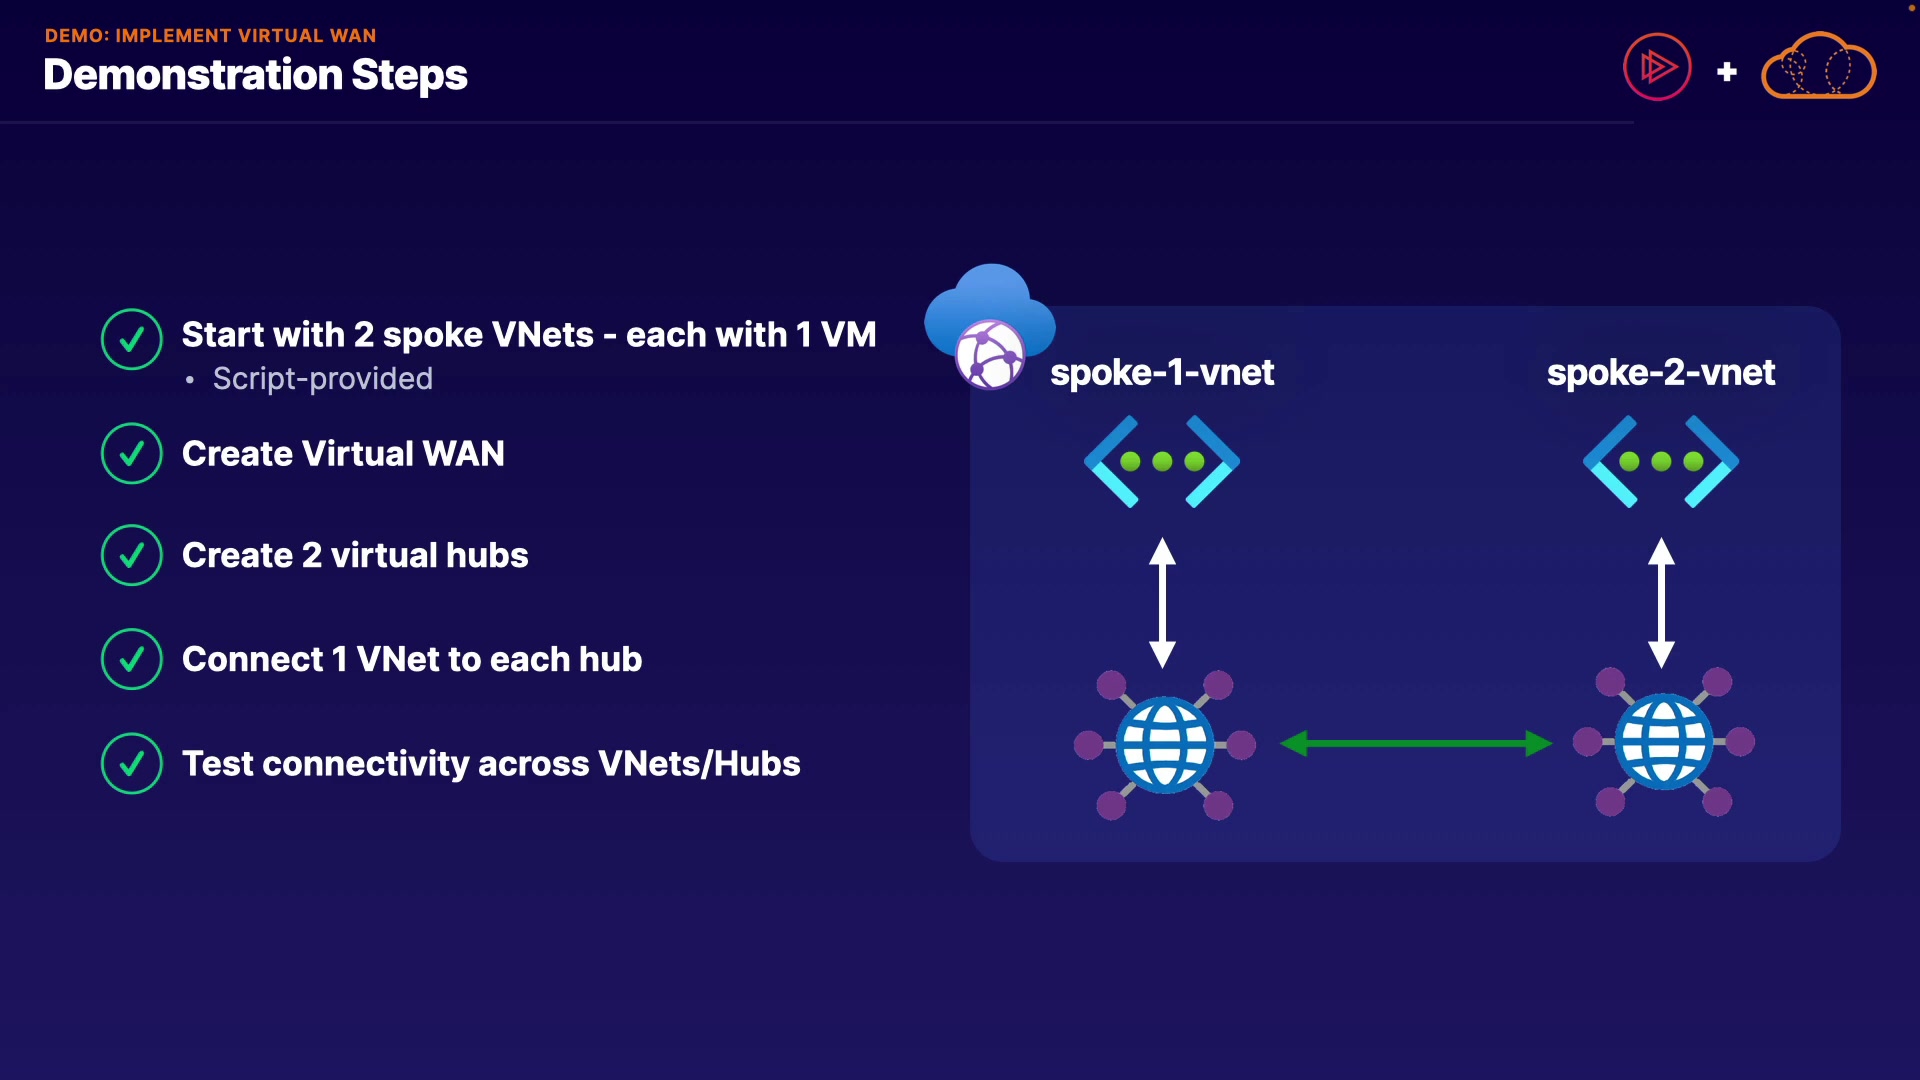 DEMO: IMPLEMENT VIRTUAL WAN
Demonstration Steps
Start with 2 spoke VNets - each with 1 VM
• Script-provided
Create Virtual WAN
Create 2 virtual hubs
Connect 1 VNet to each hub
Test connectivity across VNets/Hubs
spoke-1-vnet
spoke-2-vnet